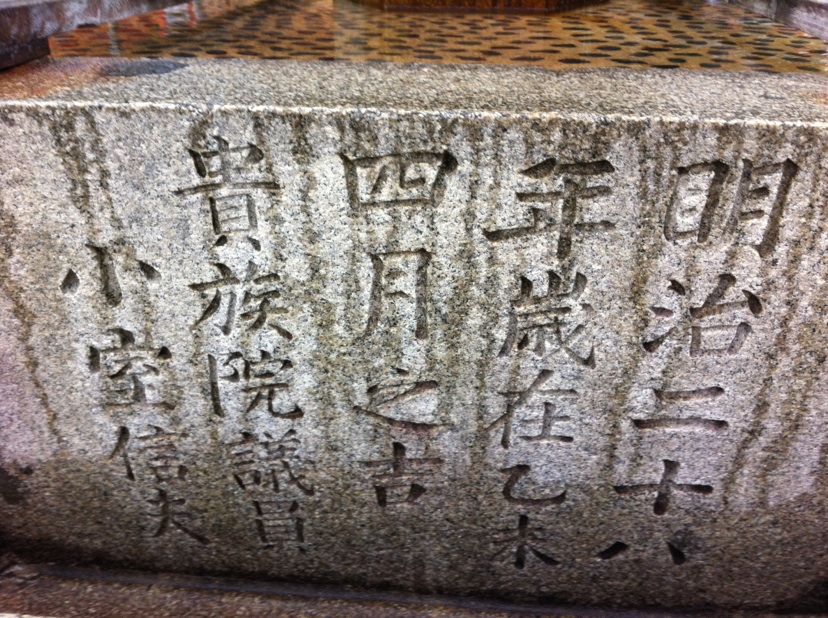 明治二十八
年歳在乙未
四月之吉
貴族院議員
小室信夫